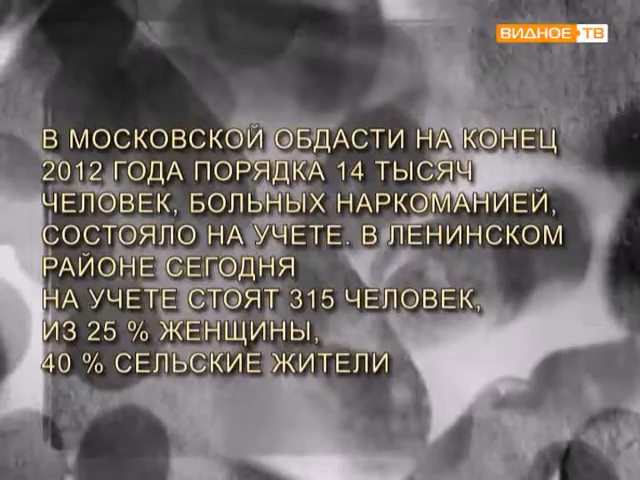 ВИДНОЕ ТВ
В МОСКОВСКОЙ ОБДАСТИ НА КОНЕЦ
2012 ГОДА ПОРЯДКА 14 ТЫСЯЧ
ЧЕЛОВЕК, БОЛЬНЫХ НАРКОМАНИЕЙ,
СОСТОЯЛО НА УЧЕТЕ. В ЛЕНИНСКОМ
РАЙОНЕ СЕГОДНЯ
НА УЧЕТЕ СТОЯТ 315 ЧЕЛОВЕК,
ИЗ 25 % ЖЕНЩИНЫ,
40 % СЕЛЬСКИЕ ЖИТЕЛИ